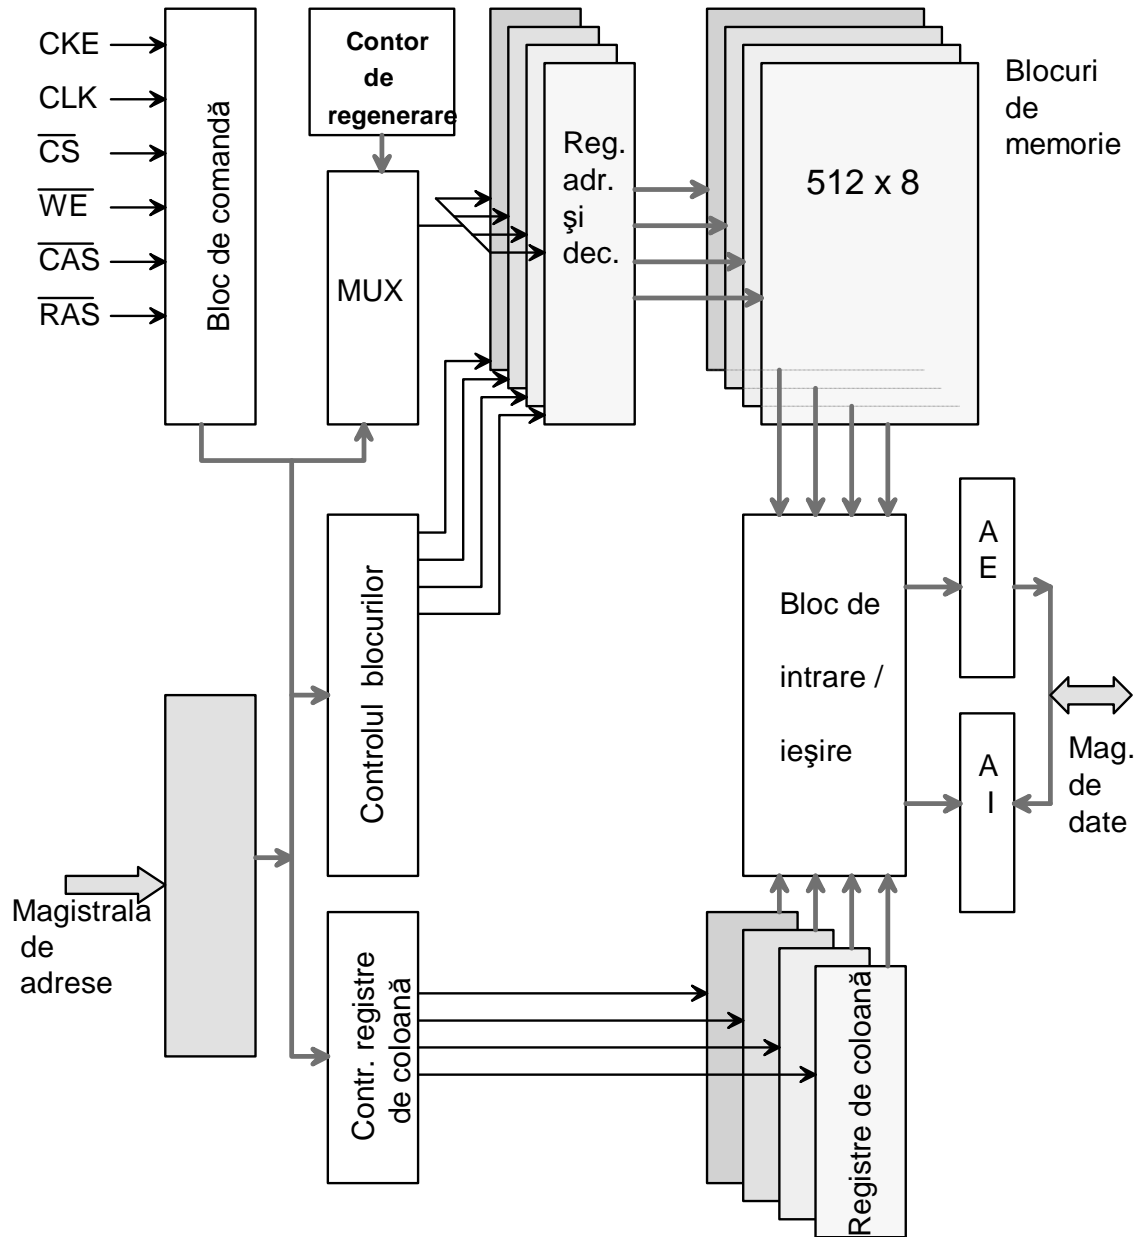 CKE
CLK
CS
WE
CAS
RAS
Bloc de comandă
Contor
de
regenerare
MUX
Reg.
adr.
şi
dec.
512 x 8
Blocuri
de
memorie
Controlul blocurilor
Bloc de
intrare /
ieşire
A
E
A
I
Mag.
de
date
Magistrala
de
adrese
Contr. registre
de coloană
Registre de coloană